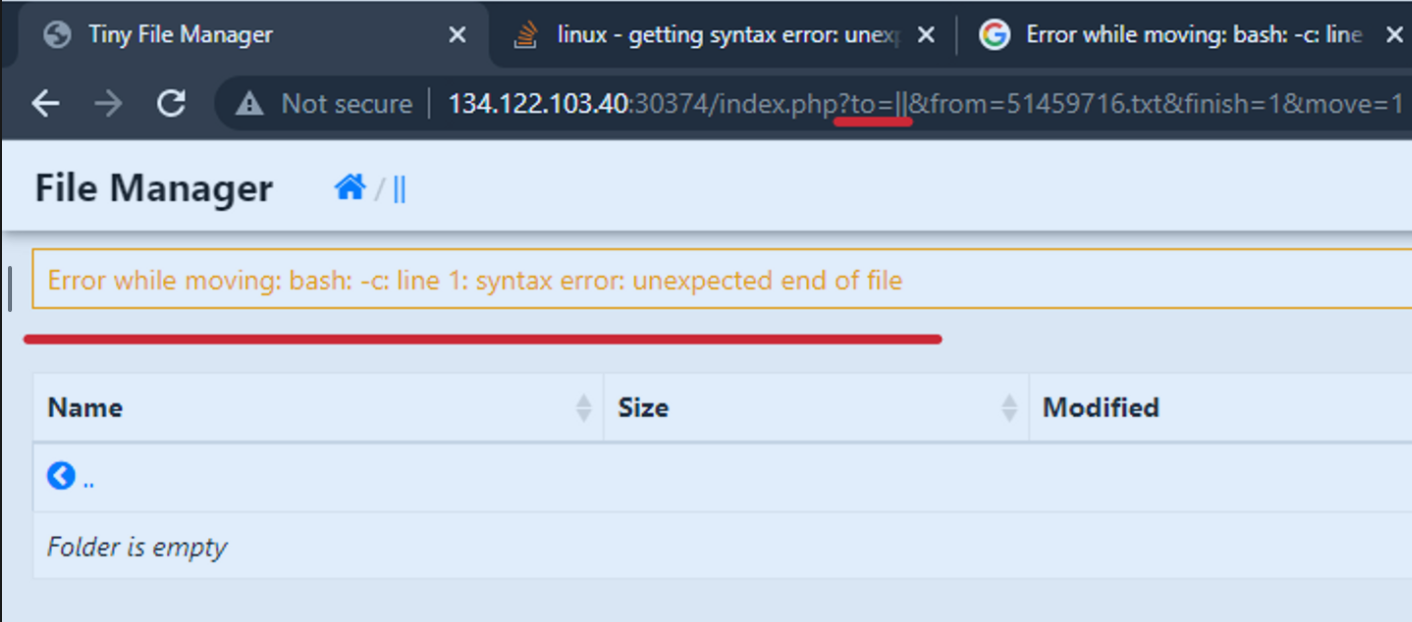 Tiny File Manager
linux - getting syntax error: unexp
Error while moving: bash: -c: line
Not secure 134.122.103.40:30374/index.php?to=||&from=51459716.txt&finish=1&move=1
File Manager / ||
Error while moving: bash: -c: line 1: syntax error: unexpected end of file
Name Size Modified
..
Folder is empty